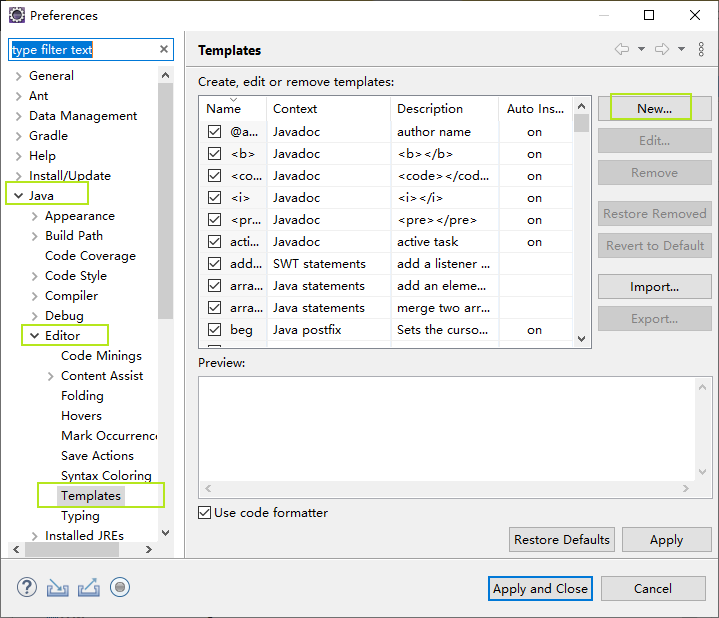 Preferences
type filter text
General
Ant
Data Management
Gradle
Help
Install/Update
Java
Appearance
Build Path
Code Coverage
Code Style
Compiler
Debug
Editor
Code Minings
Content Assist
Folding
Hovers
Mark Occurrenc
Save Actions
Syntax Coloring
Templates
Typing
Installed JREs
Templates
Create, edit or remove templates:
Name Context Description Auto Ins...
@a... Javadoc author name on
<b> Javadoc <b></b> on
<co... Javadoc <code></cod... on
<i> Javadoc <i></i> on
<pr... Javadoc <pre></pre> on
acti... Javadoc active task on
add... SWT statements add a listener ...
arra... Java statements add an eleme...
arra... Java statements merge two arr...
beg Java postfix Sets the curso... on
New...
Edit...
Remove
Restore Removed
Revert to Default
Import...
Export...
Preview:
Use code formatter
Restore Defaults Apply
? Apply and Close Cancel